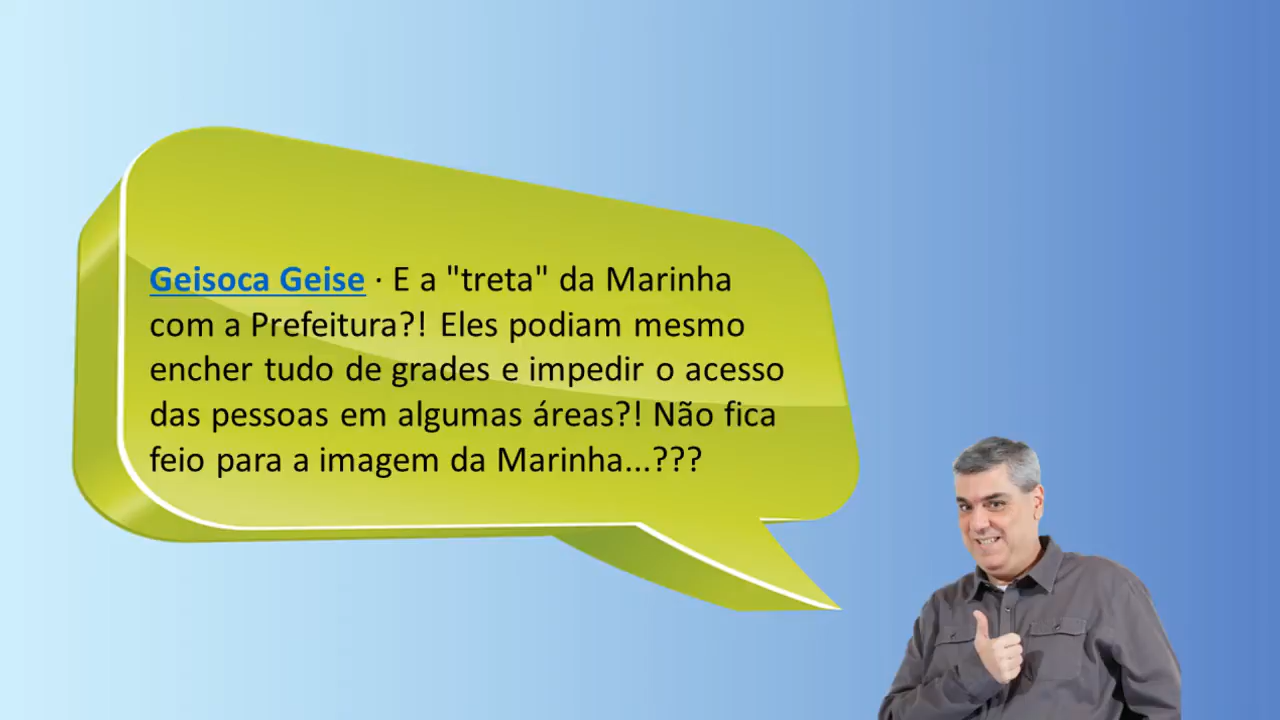 Geisoca Geise · E a "treta" da Marinha
com a Prefeitura?! Eles podiam mesmo
encher tudo de grades e impedir o acesso
das pessoas em algumas áreas?! Não fica
feio para a imagem da Marinha...???